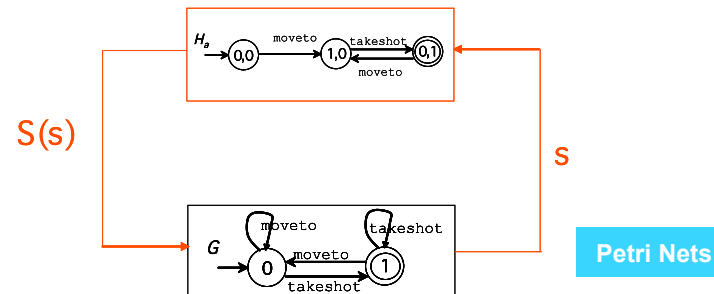 Ha
moveto
0,0
1,0
takeshot
0,1
moveto
S(s)
s
G
moveto
takeshot
moveto
0
1
takeshot
Petri Nets